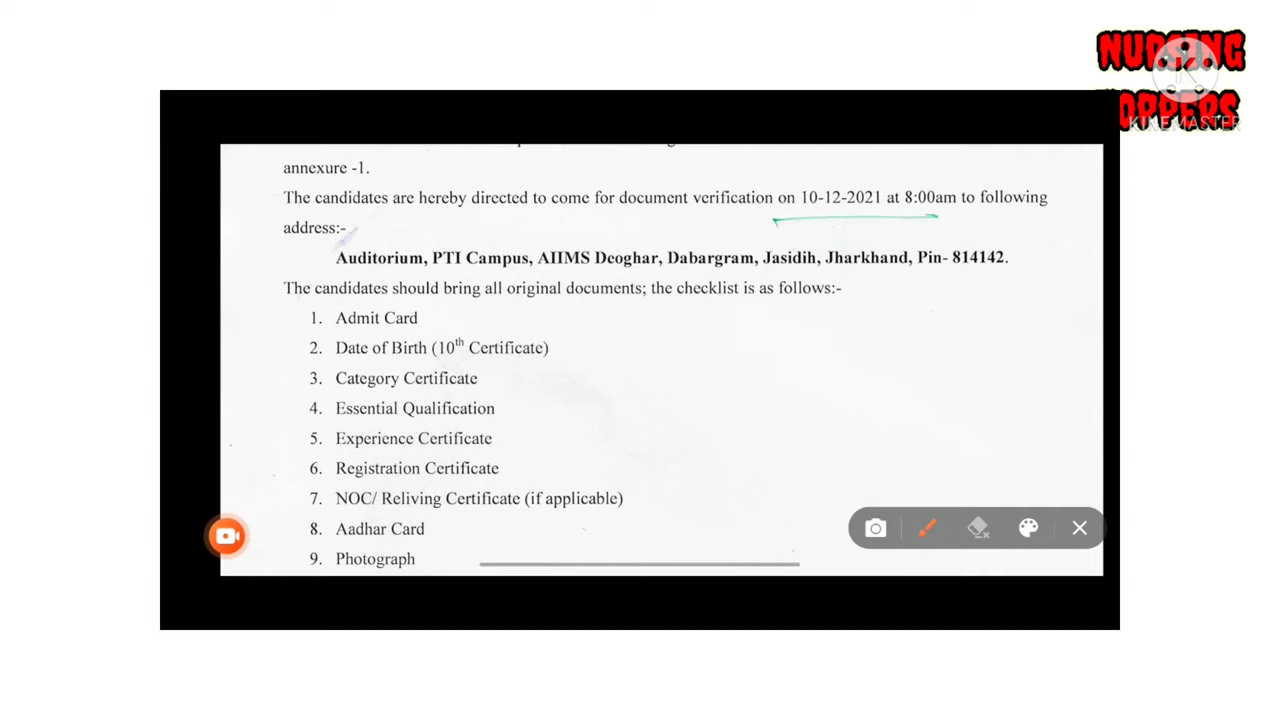 NURSING
TOPPERS
KINEMASTER
annexure -1.
The candidates are hereby directed to come for document verification on 10-12-2021 at 8:00am to following
address:-
Auditorium, PTI Campus, AIIMS Deoghar, Dabargram, Jasidih, Jharkhand, Pin- 814142.
The candidates should bring all original documents; the checklist is as follows:-
1. Admit Card
2. Date of Birth (10th Certificate)
3. Category Certificate
4. Essential Qualification
5. Experience Certificate
6. Registration Certificate
7. NOC/ Reliving Certificate (if applicable)
8. Aadhar Card
9. Photograph